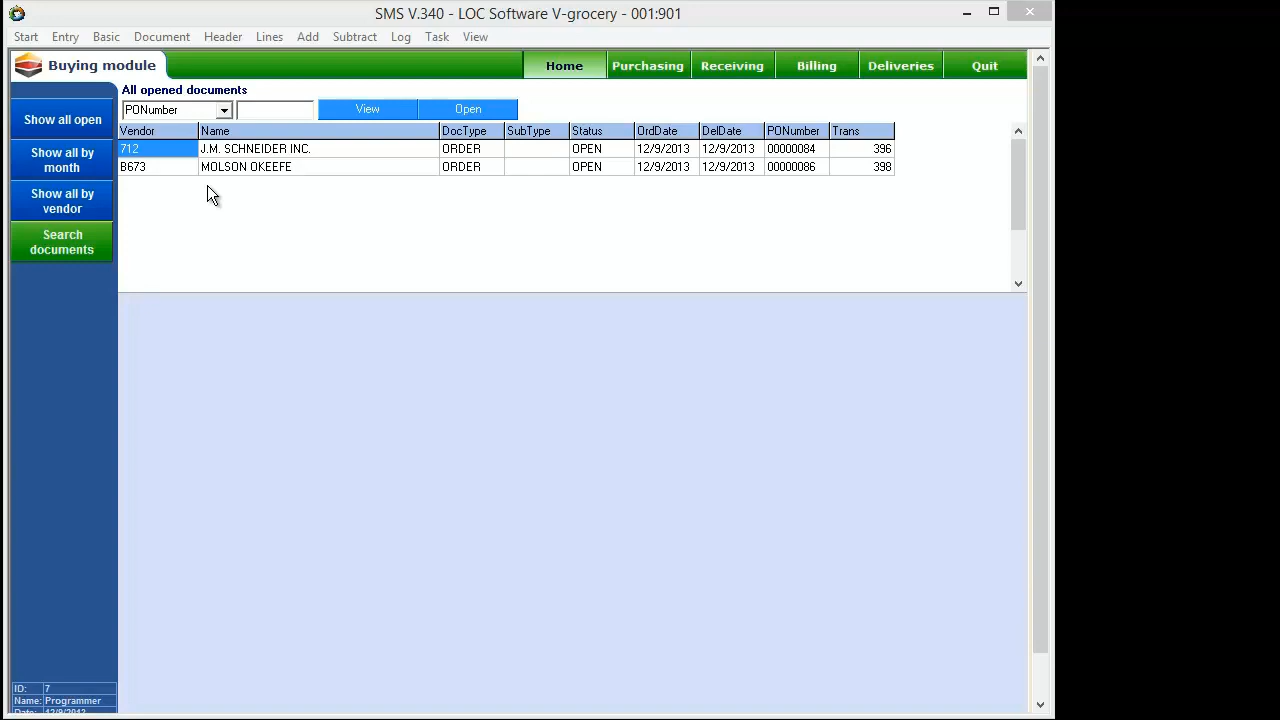 SMS V.340 - LOC Software V-grocery - 001:901
Start Entry Basic Document Header Lines Add Subtract Log Task View
Buying module Home Purchasing Receiving Billing Deliveries Quit
All opened documents
PONumber View Open
Show all open
Show all by
month
Show all by
vendor
Search
documents
Vendor Name DocType SubType Status OrdDate DelDate PONumber Trans
712 J.M. SCHNEIDER INC. ORDER OPEN 12/9/2013 12/9/2013 00000084 396
B673 MOLSON OKEEFE ORDER OPEN 12/9/2013 12/9/2013 00000086 398
ID: 7
Name: Programmer
Date: 12/9/2013